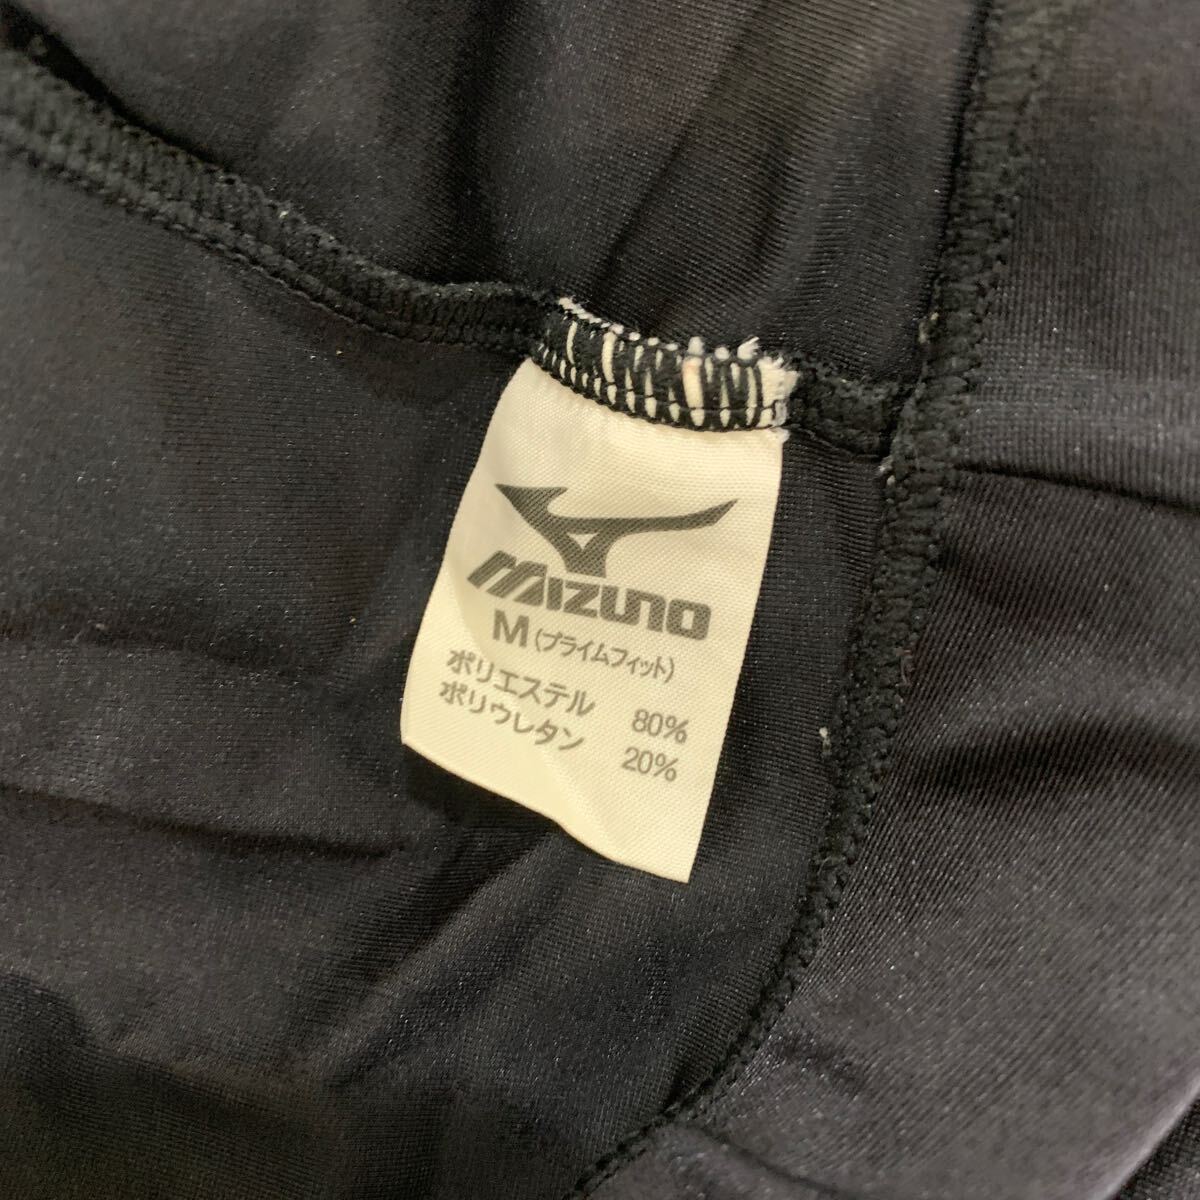 MIZUNO
M (プライムフィット)
ポリエステル 80%
ポリウレタン 20%